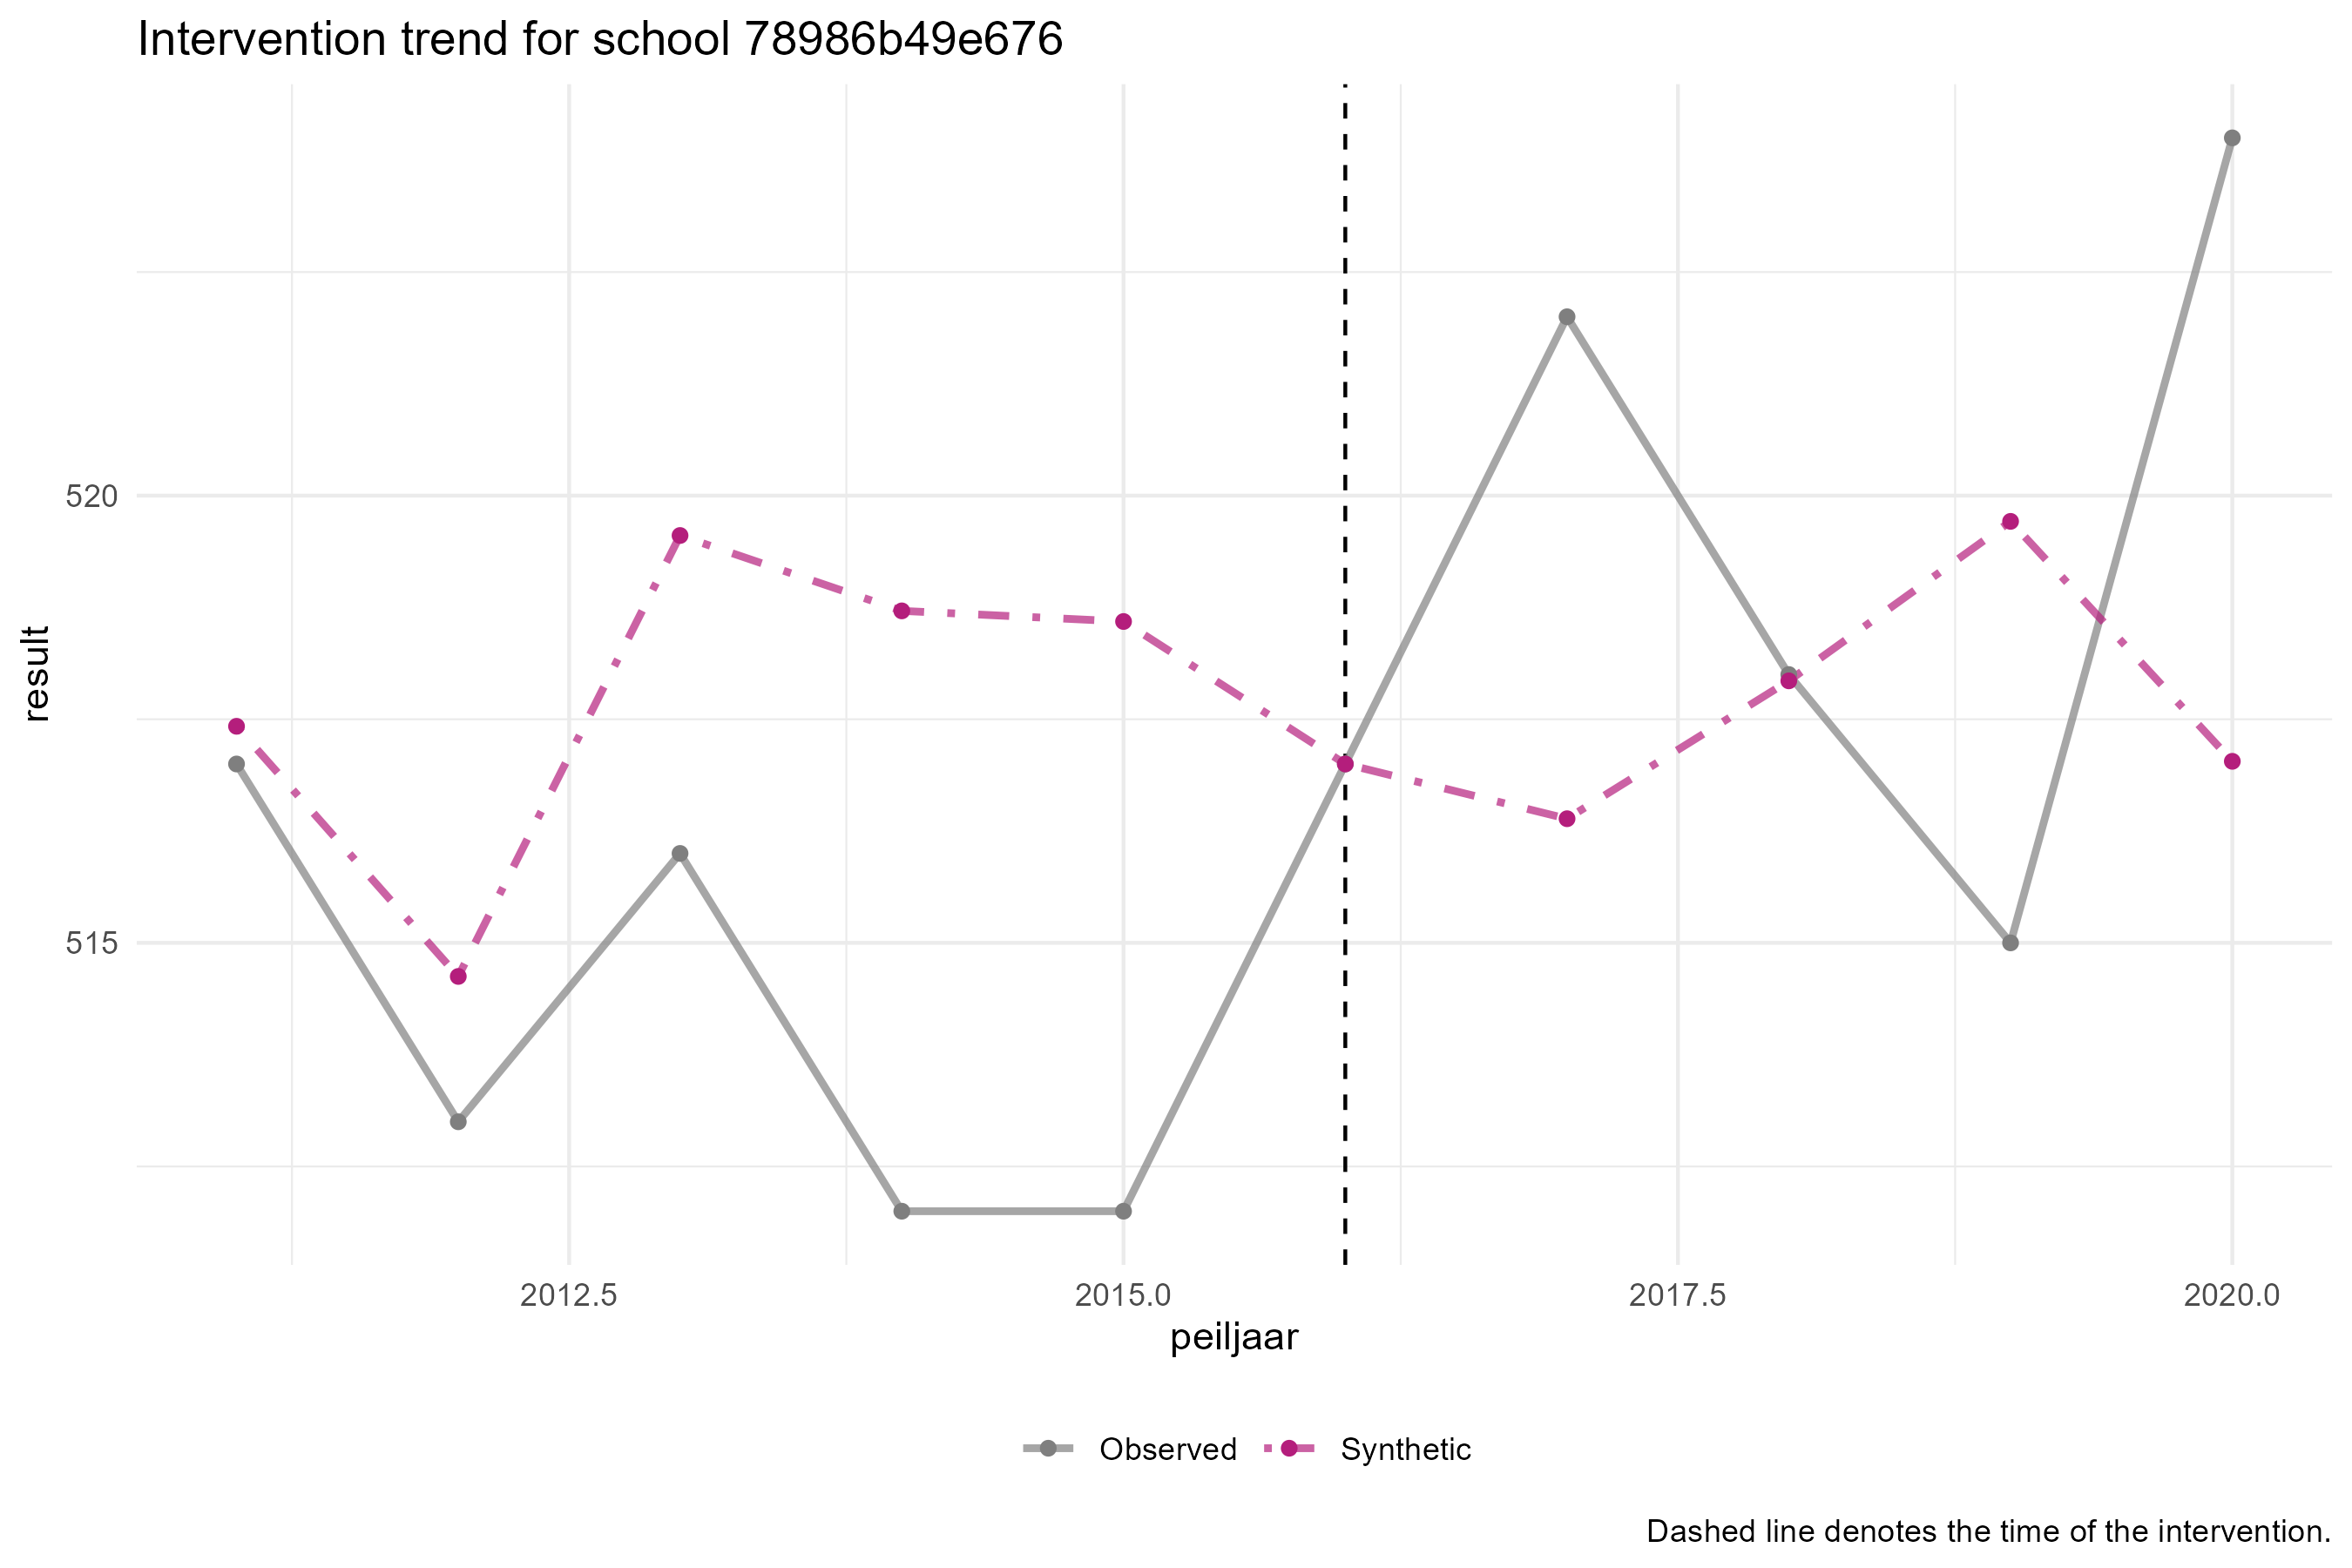 Intervention trend for school 78986b49e676
result
520
515
2012.5
2015.0
2017.5
2020.0
peiljaar
Observed
Synthetic
Dashed line denotes the time of the intervention.